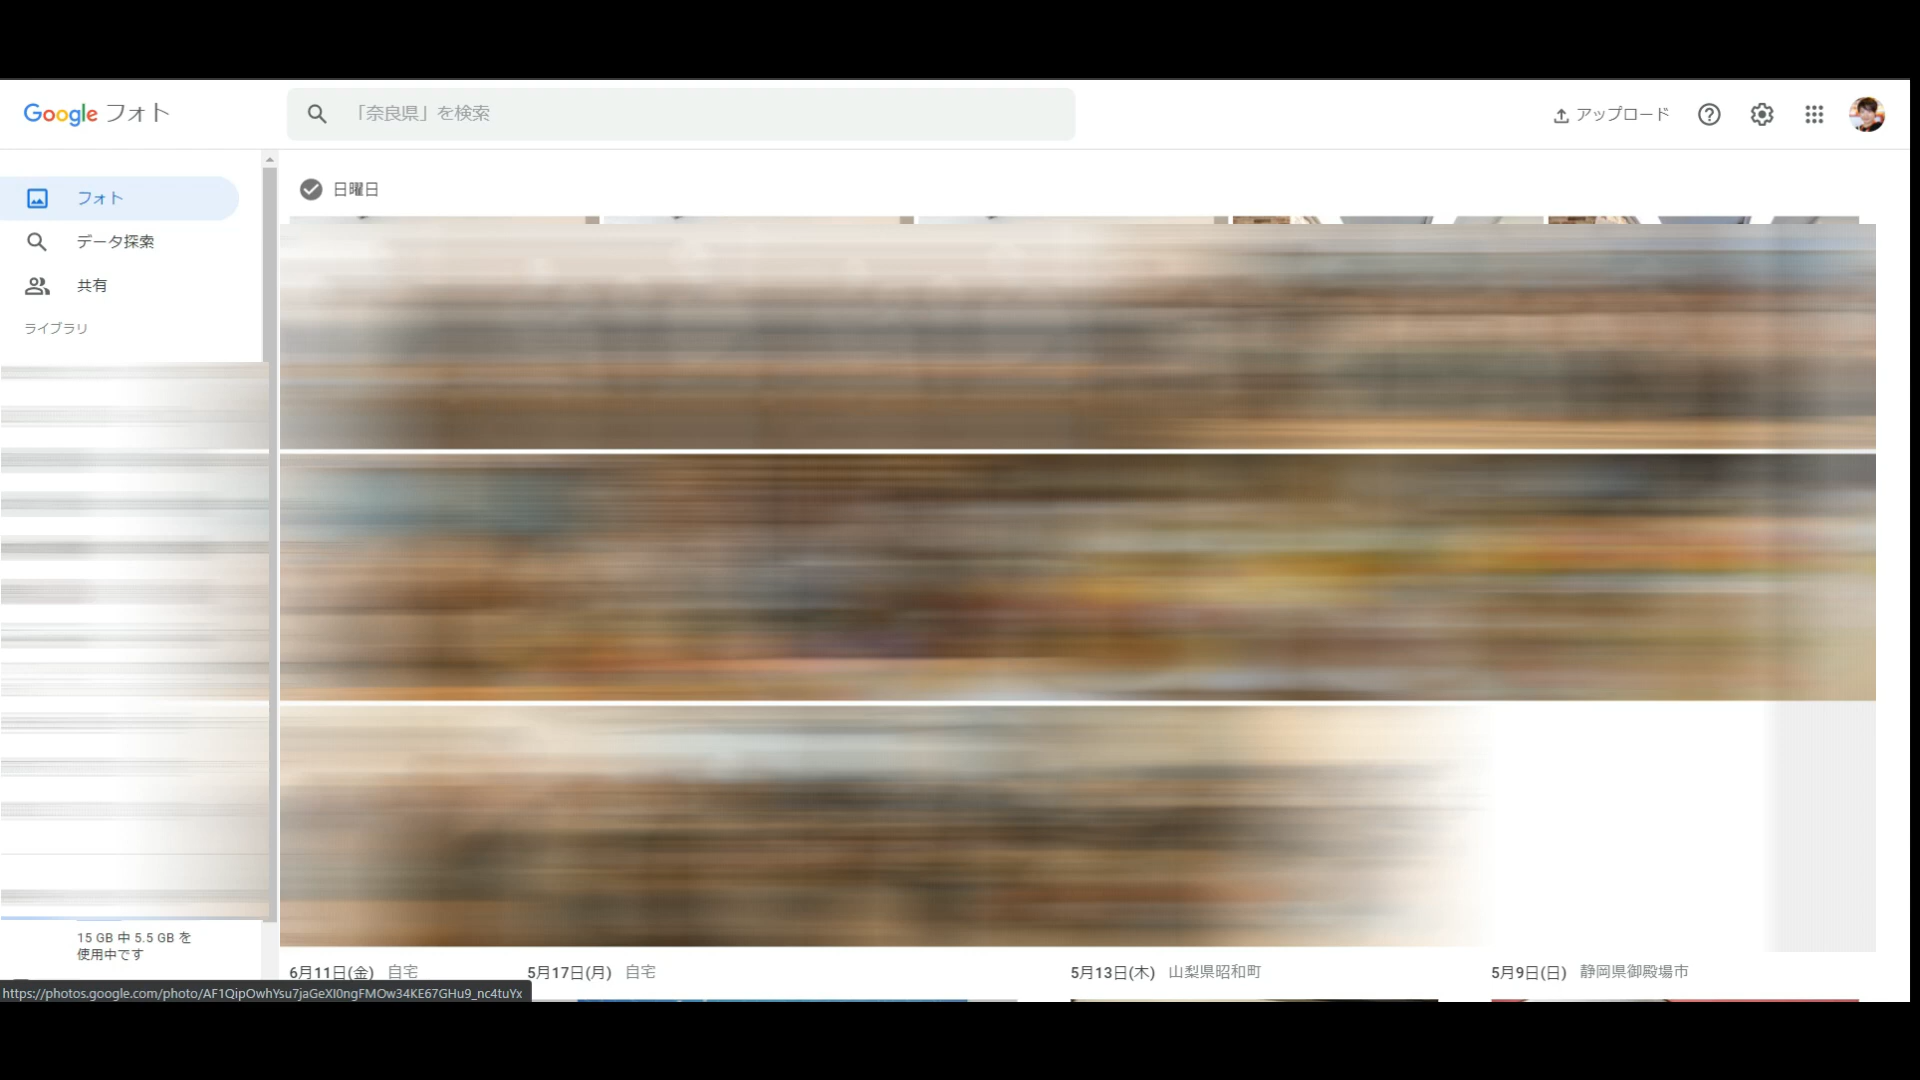 Google フォト
「奈良県」を検索
アップロード
フォト
データ探索
共有
ライブラリ
日曜日
15 GB 中 5.5 GB を
使用中です
6月11日(金) 自宅
5月17日(月) 自宅
5月13日(木) 山梨県昭和町
5月9日(日) 静岡県御殿場市
https://photos.google.com/photo/AF1QipOwhYsu7jaGeXI0ngFMOw34KE67GHu9_nc4tuYx